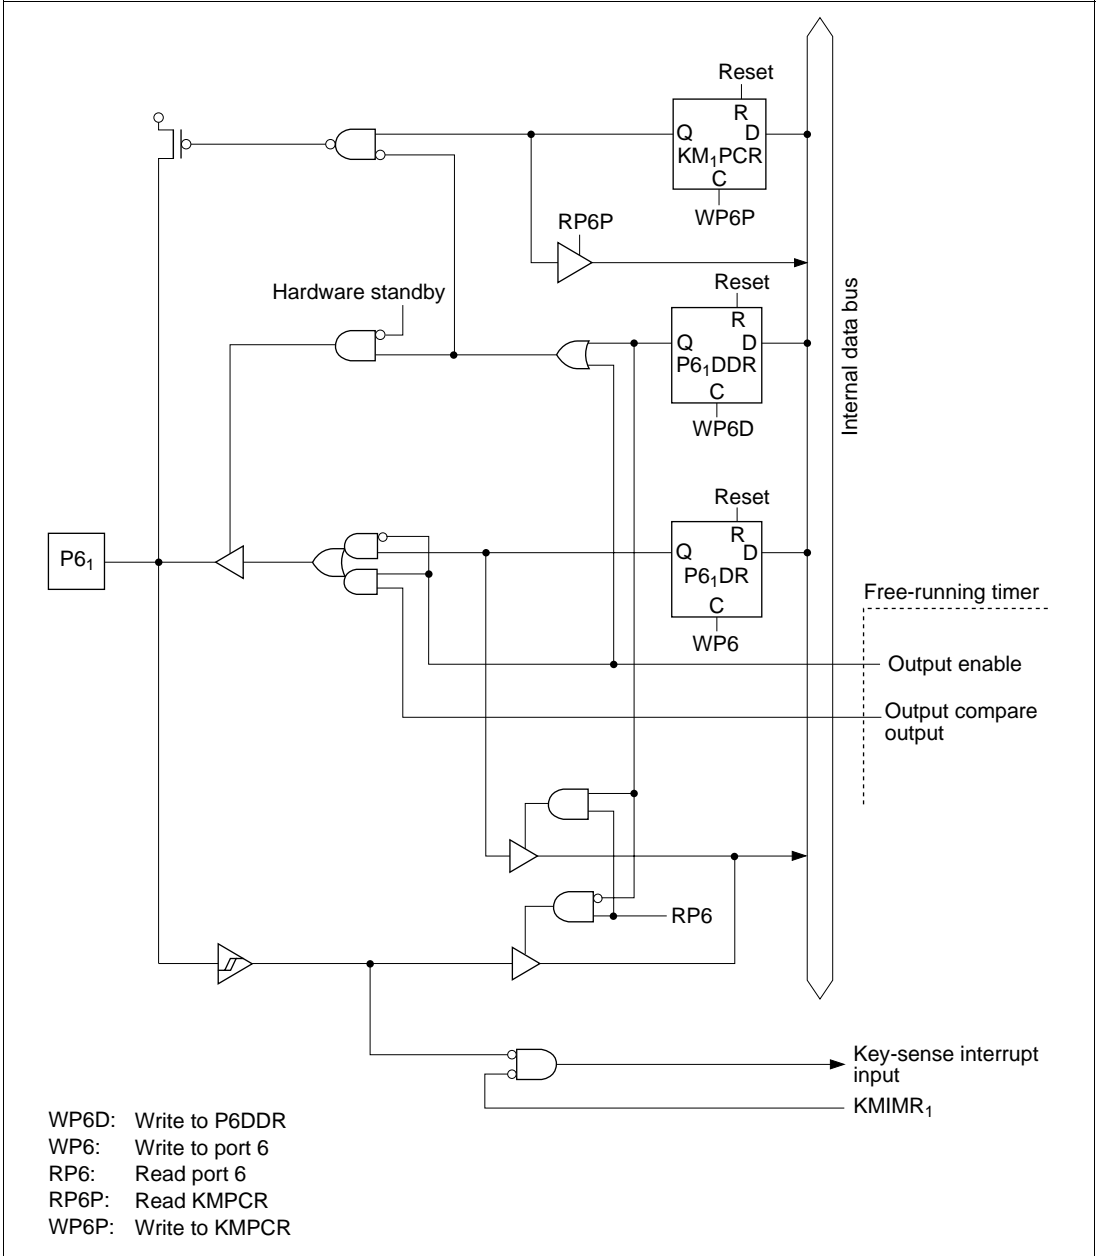 Reset
R
Q D
KM₁PCR
C
WP6P
RP6P
Hardware standby
Reset
R
Q D
P6₁DDR
C
WP6D
Internal data bus
Reset
R
Q D
P6₁DR
C
WP6
P6₁
Free-running timer
Output enable
Output compare
output
RP6
Key-sense interrupt
input
KMIMR₁
WP6D: Write to P6DDR
WP6: Write to port 6
RP6: Read port 6
RP6P: Read KMPCR
WP6P: Write to KMPCR